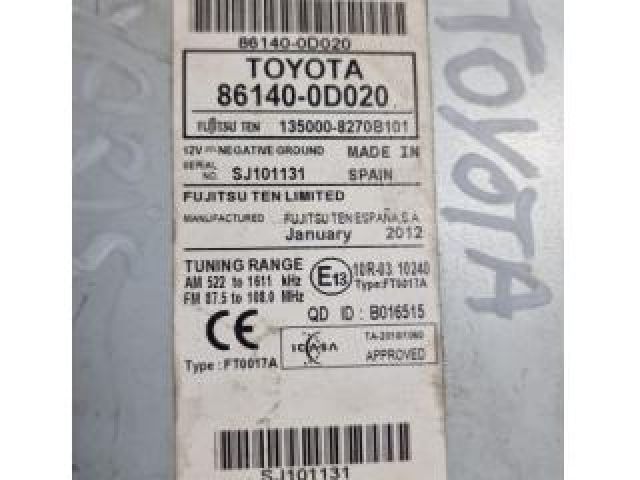 86140-0D020
TOYOTA
86140-0D020
FUJITSU TEN 135000-8270B101
12V NEGATIVE GROUND MADE IN
SERIAL NO. SJ101131 SPAIN
FUJITSU TEN LIMITED
MANUFACTURED FUJITSU TEN ESPAÑA,S.A.
January 2012
TUNING RANGE
AM 522 to 1611 kHz
FM 87.5 to 108.0 MHz
E13 10R-03 10240
Type:FT0017A
QD ID : B016515
CE
Type : FT0017A
ICASA
APPROVED
SJ101131
TOYOTA
YARIS